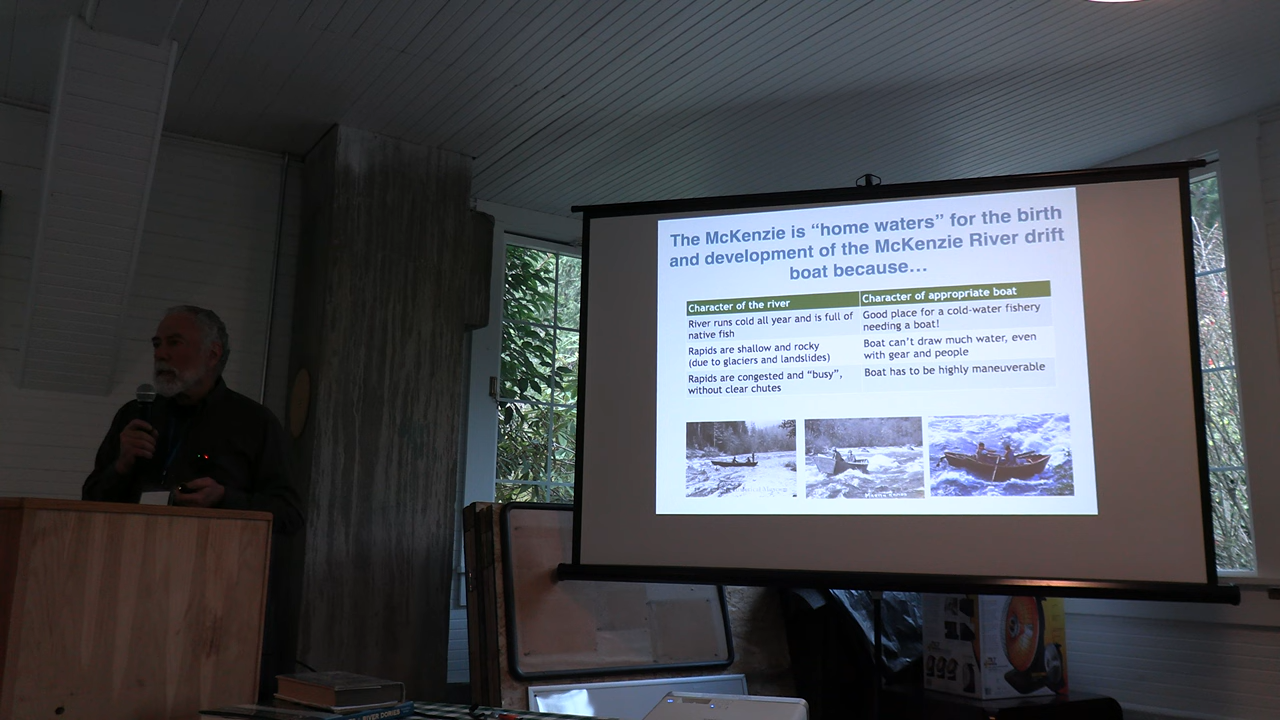 The McKenzie is “home waters” for the birth
and development of the McKenzie River drift
boat because…
Character of the river
Character of appropriate boat
River runs cold all year and is full of
native fish
Good place for a cold-water fishery
needing a boat!
Rapids are shallow and rocky
(due to glaciers and landslides)
Boat can’t draw much water, even
with gear and people
Rapids are congested and “busy”,
without clear chutes
Boat has to be highly maneuverable
RIVER DORIES